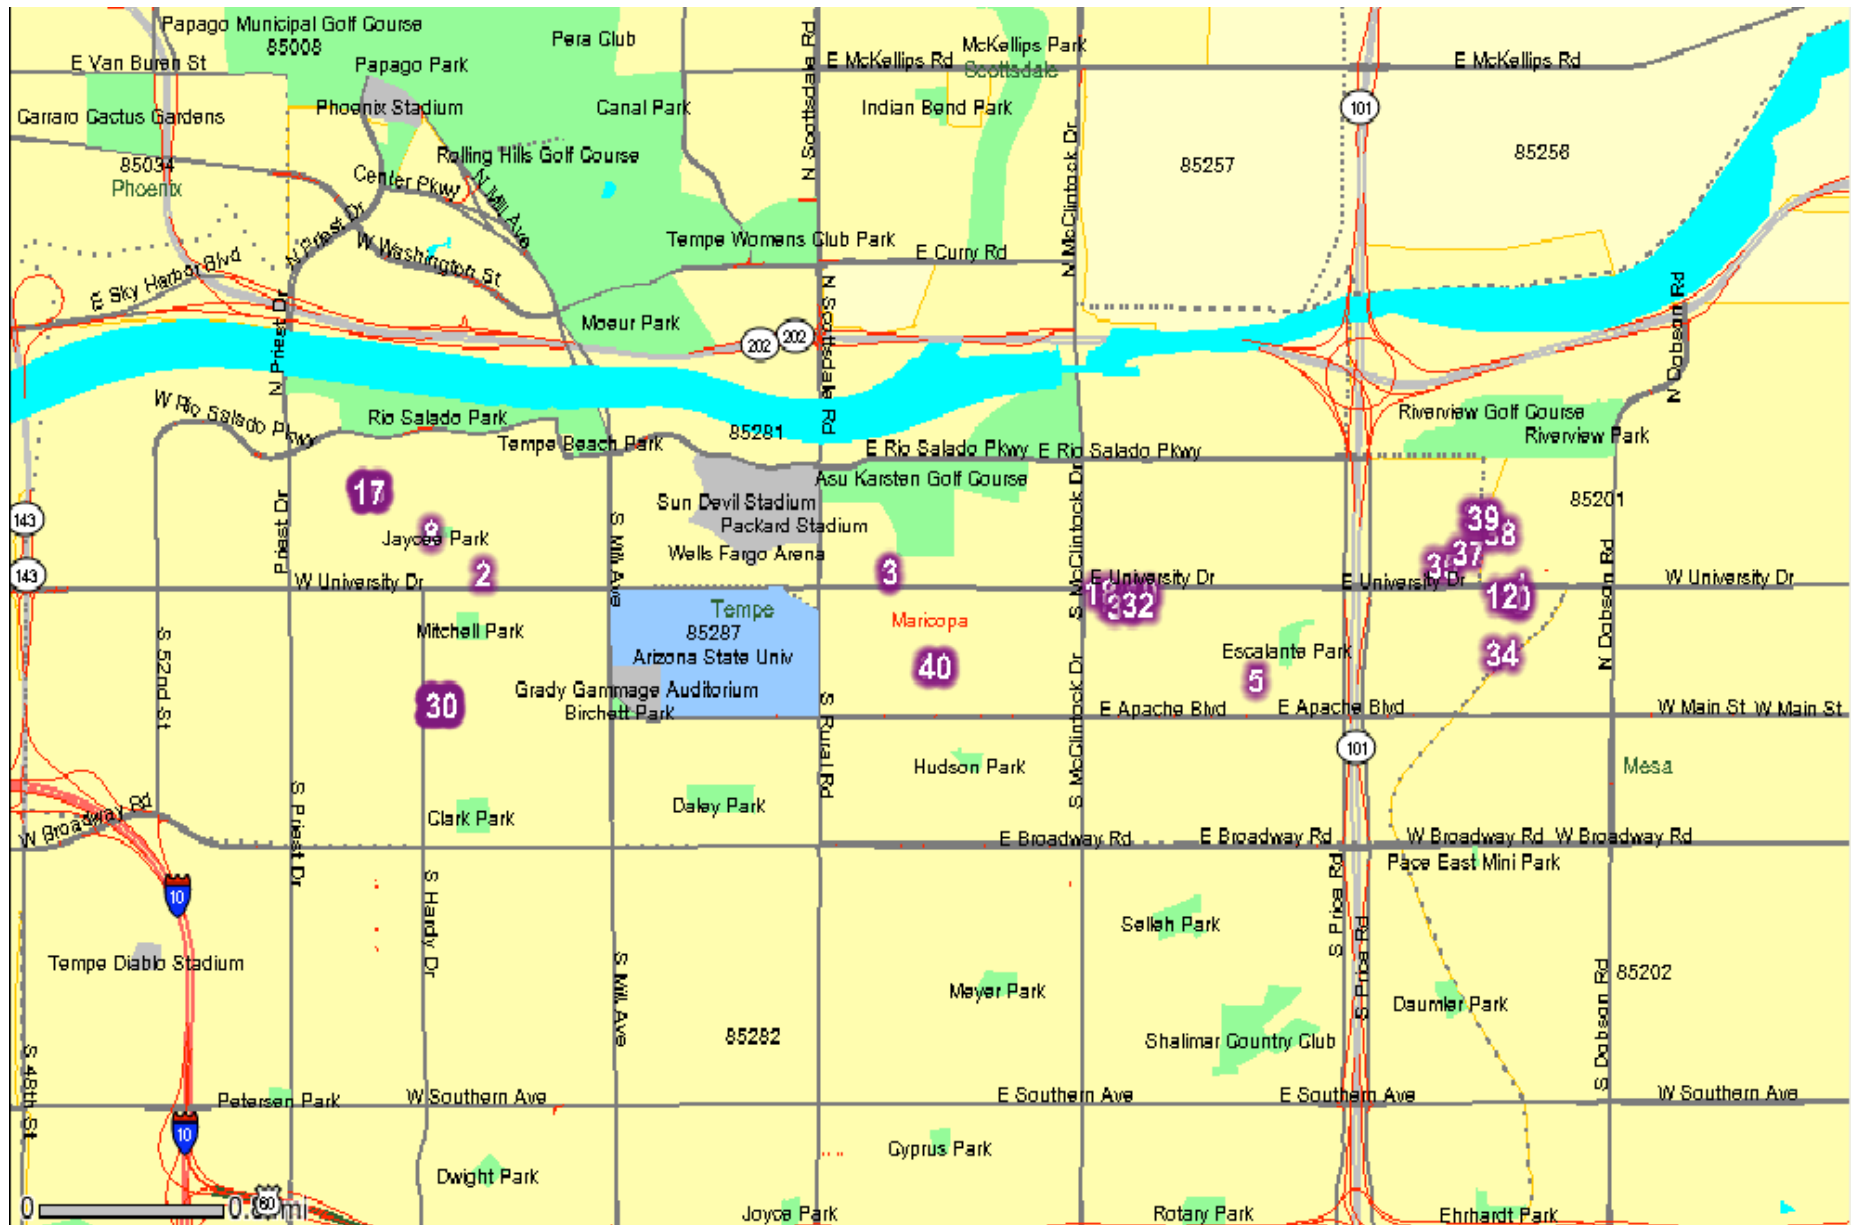 Papago Municipal Golf Course
85008
Pera Club
N Scottsdale Rd
McKellips Park
E Van Buren St
Papago Park
E McKellips Rd
Scottsdale
E McKellips Rd
Carraro Cactus Gardens
Phoenix Stadium
Canal Park
Indian Bend Park
101
85034
Phoenix
Rolling Hills Golf Course
N McClintock Dr
85257
85256
Center Pkwy
N Mill Ave
N Priest Dr
W Washington St
Tempe Womens Club Park
E Curry Rd
E Sky Harbor Blvd
N Priest Dr
Moeur Park
202
202
N Scottsdale Rd
N Dobson Rd
W Rio Salado Pkwy
Rio Salado Park
Tempe Beach Park
85281
E Rio Salado Pkwy
E Rio Salado Pkwy
Riverview Golf Course
Riverview Park
17
Sun Devil Stadium
Asu Karsten Golf Course
85201
143
Priest Dr
8
Jaycee Park
S Mill Ave
Packard Stadium
S McClintock Dr
39
38
37
143
2
Wells Fargo Arena
3
W University Dr
E University Dr
E University Dr
W University Dr
N Dobson Rd
Tempe
Maricopa
32
12
S 52nd St
Mitchell Park
85287
Arizona State Univ
40
Escalante Park
5
34
30
Grady Gammage Auditorium
Birchett Park
S Rural Rd
S McClintock Dr
E Apache Blvd
E Apache Blvd
W Main St
W Main St
101
Hudson Park
Mesa
W Broadway Rd
S Priest Dr
Clark Park
Daley Park
E Broadway Rd
E Broadway Rd
W Broadway Rd
W Broadway Rd
Pace East Mini Park
10
S Hardy Dr
S Price Rd
S Price Rd
Selleh Park
Tempe Diablo Stadium
S Mill Ave
Meyer Park
Daumler Park
85202
S Dobson Rd
85282
Shalimar Country Club
S 48th St
Petersen Park
W Southern Ave
E Southern Ave
E Southern Ave
W Southern Ave
10
Dwight Park
Cyprus Park
0
60
mi
Joyce Park
Rotary Park
Ehrhardt Park